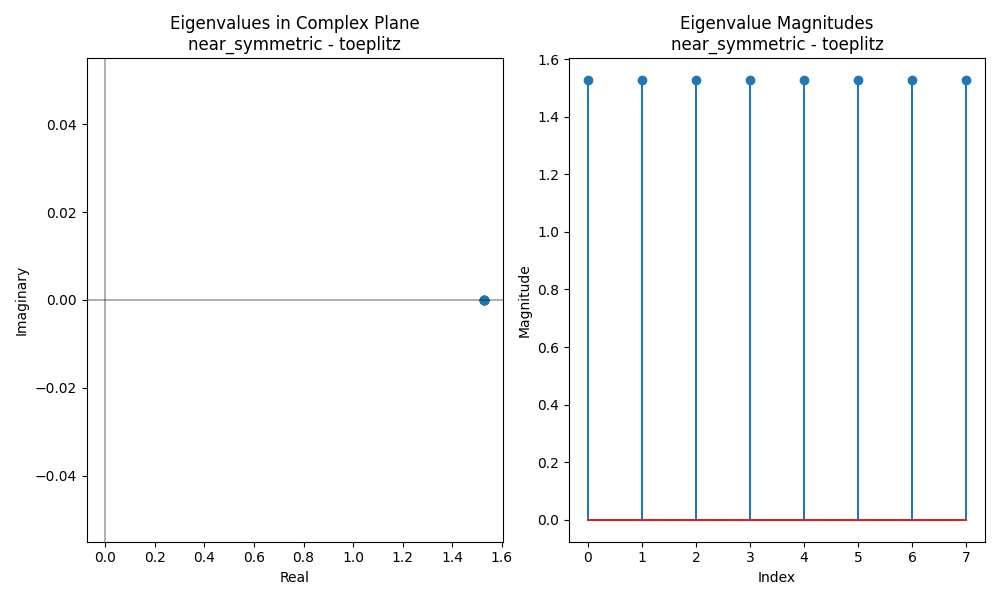 Eigenvalues in Complex Plane
near_symmetric - toeplitz
0.04
0.02
0.00
−0.02
−0.04
Imaginary
0.0 0.2 0.4 0.6 0.8 1.0 1.2 1.4 1.6
Real
Eigenvalue Magnitudes
near_symmetric - toeplitz
1.6
1.4
1.2
1.0
0.8
0.6
0.4
0.2
0.0
Magnitude
0 1 2 3 4 5 6 7
Index